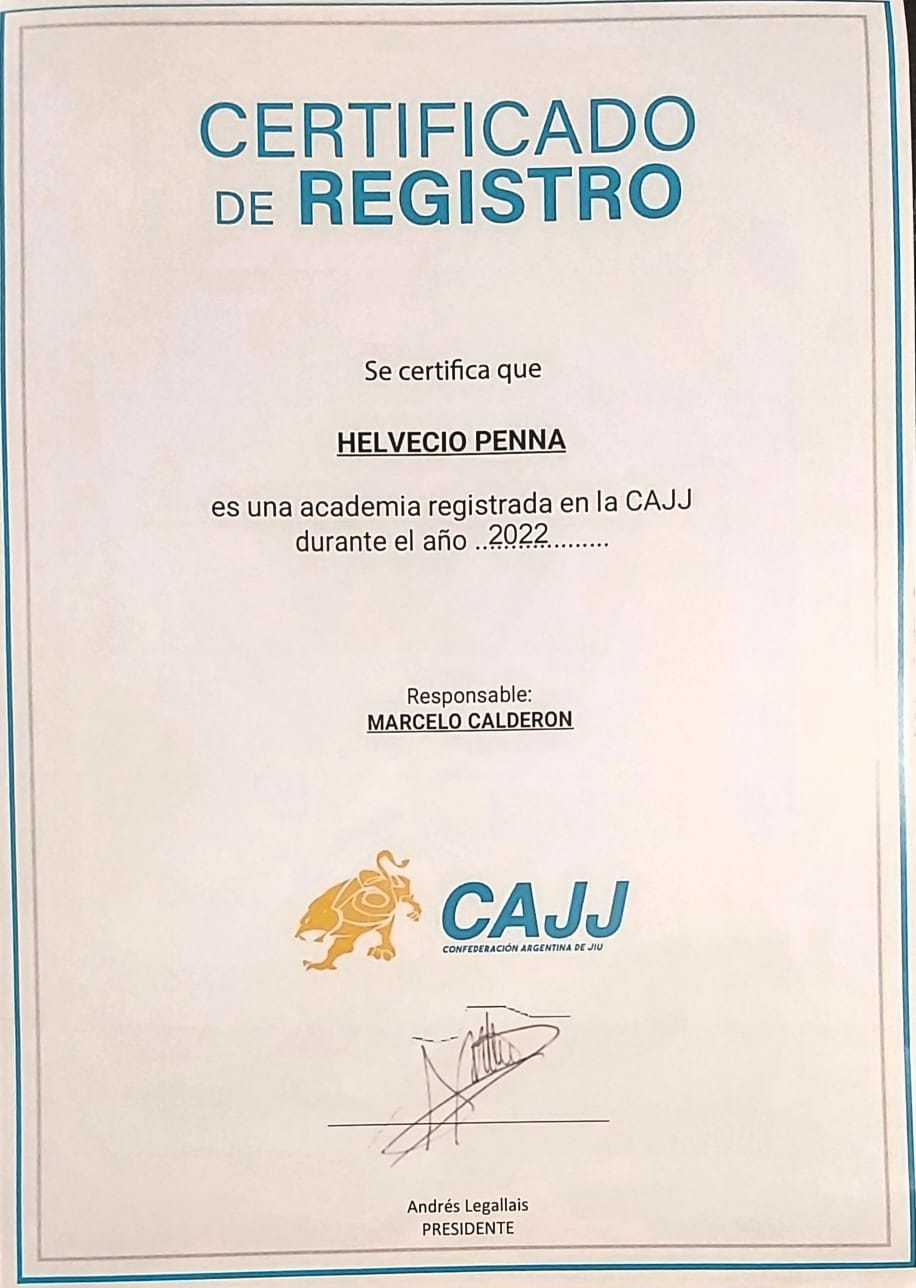 CERTIFICADO
DE REGISTRO
Se certifica que
HELVECIO PENNA
es una academia registrada en la CAJJ
durante el año ..2022..........
Responsable:
MARCELO CALDERON
CAJJ
CONFEDERACIÓN ARGENTINA DE JIU
Andrés Legallais
PRESIDENTE